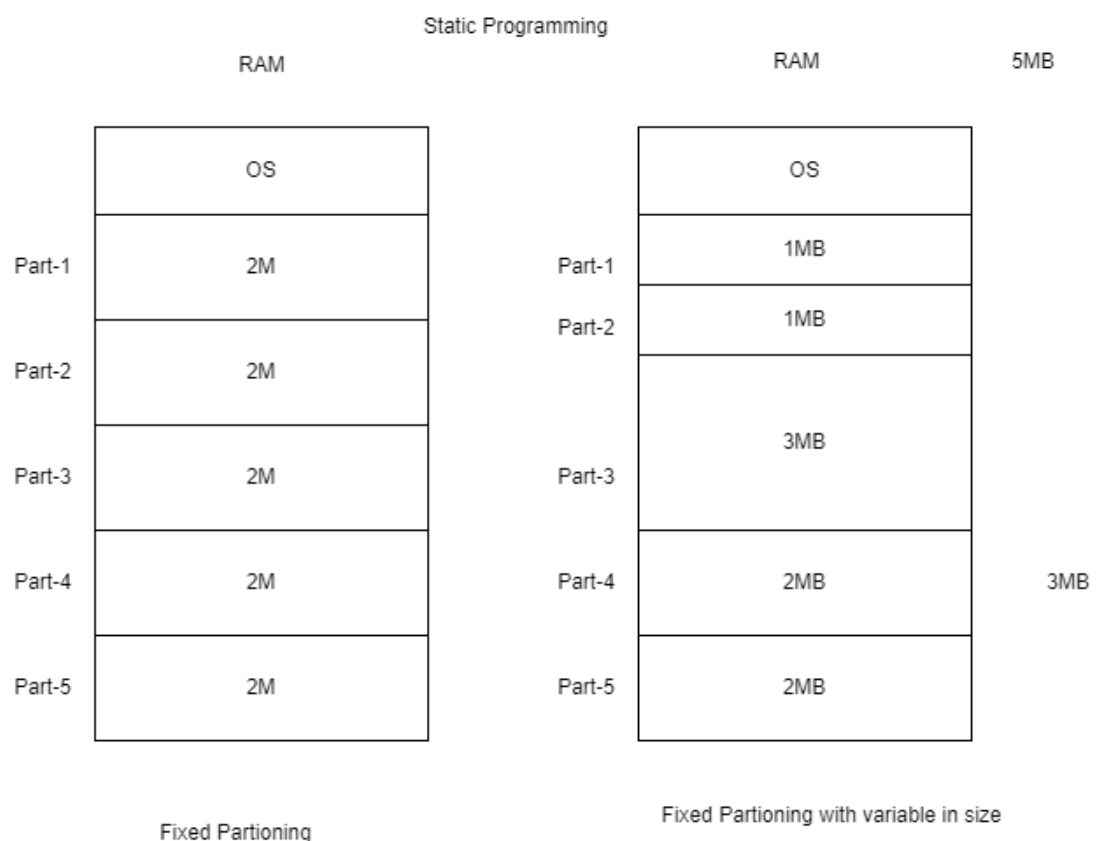 Static Programming
RAM
OS
Part-1
2M
Part-2
2M
Part-3
2M
Part-4
2M
Part-5
2M
Fixed Partioning
RAM
5MB
OS
Part-1
1MB
Part-2
1MB
Part-3
3MB
Part-4
2MB
3MB
Part-5
2MB
Fixed Partioning with variable in size